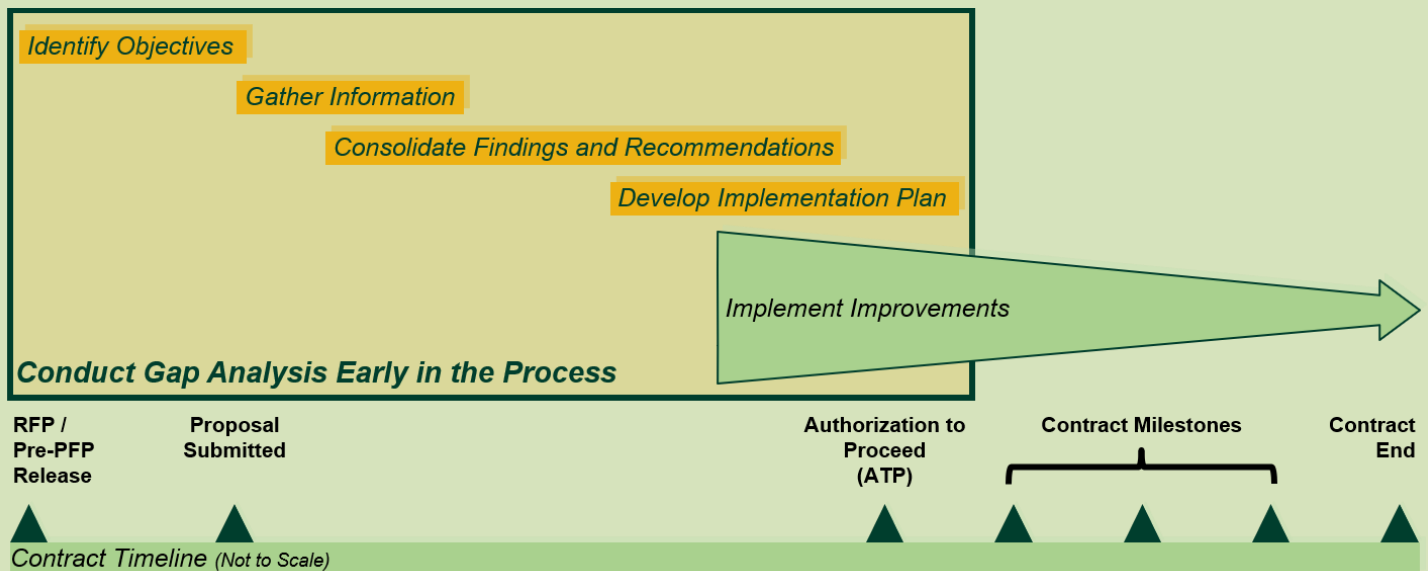 Identify Objectives
Gather Information
Consolidate Findings and Recommendations
Develop Implementation Plan
Implement Improvements
Conduct Gap Analysis Early in the Process
RFP /
Pre-PFP
Release
Proposal
Submitted
Authorization to
Proceed
(ATP)
Contract Milestones
Contract
End
Contract Timeline (Not to Scale)